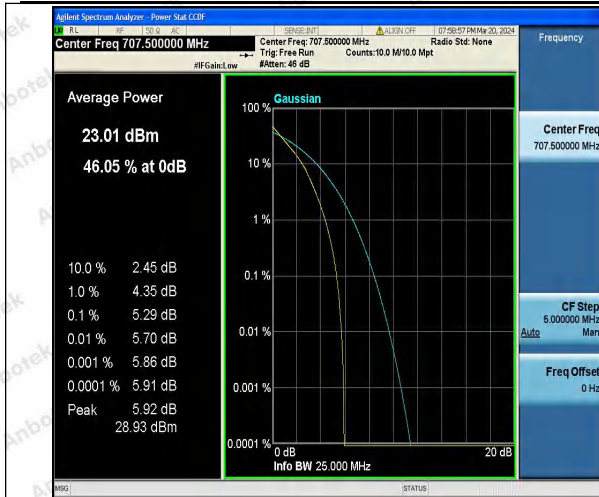 Agilent Spectrum Analyzer - Power Stat CCDF
RL RF 50 Ω AC SENSE:INT ALIGN OFF 07:58:57 PM Mar 20, 2024
Center Freq 707.500000 MHz
Center Freq: 707.500000 MHz Radio Std: None
Trig: Free Run Counts:10.0 M/10.0 Mpt
#IFGain:Low #Atten: 46 dB
Frequency
Average Power
23.01 dBm
46.05 % at 0dB
10.0 % 2.45 dB
1.0 % 4.35 dB
0.1 % 5.29 dB
0.01 % 5.70 dB
0.001 % 5.86 dB
0.0001 % 5.91 dB
Peak 5.92 dB
28.93 dBm
Gaussian
100 %
10 %
1 %
0.1 %
0.01 %
0.001 %
0.0001 %
0 dB 20 dB
Info BW 25.000 MHz
Center Freq
707.500000 MHz
CF Step
5.000000 MHz
Auto Man
Freq Offset
0 Hz
MSG STATUS